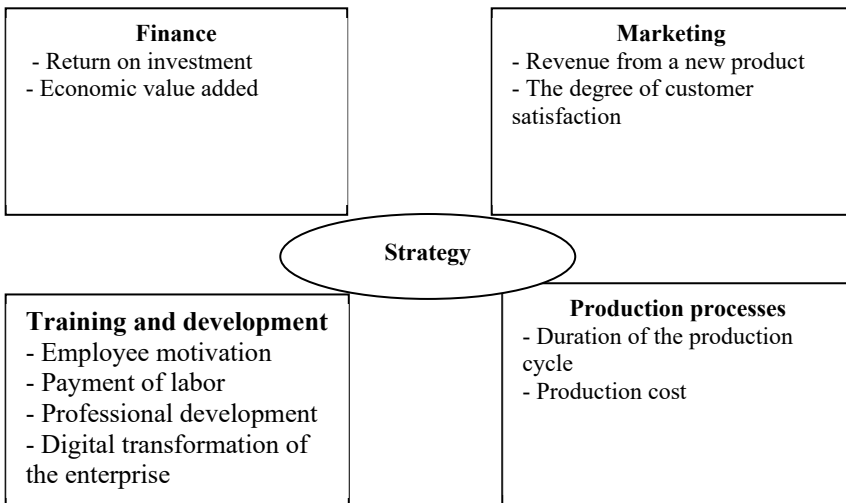 Finance
- Return on investment
- Economic value added
Marketing
- Revenue from a new product
- The degree of customer
satisfaction
Strategy
Training and development
- Employee motivation
- Payment of labor
- Professional development
- Digital transformation of
the enterprise
Production processes
- Duration of the production
cycle
- Production cost